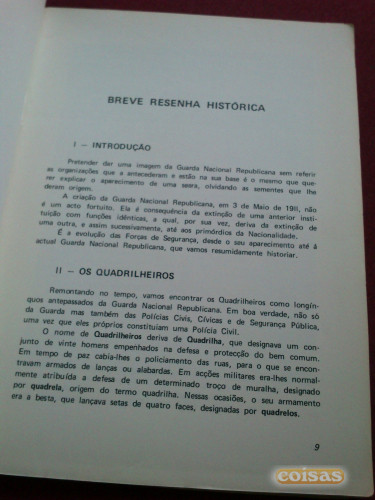 BREVE RESENHA HISTÓRICA
I — INTRODUÇÃO
Pretender dar uma imagem da Guarda Nacional Republicana sem referir
as organizações que a antecederam e estão na sua base é o mesmo que que-
rer explicar o aparecimento de uma seara, olvidando as sementes que lhe
deram origem.
A criação da Guarda Nacional Republicana, em 3 de Maio de 1911, não
é um acto fortuito. Ela é consequência da extinção de uma anterior insti-
tuição com funções idênticas, a qual, por sua vez, deriva da extinção de
uma outra, e assim sucessivamente, até aos primórdios da Nacionalidade.
É a evolução das Forças de Segurança, desde o seu aparecimento até à
actual Guarda Nacional Republicana, que vamos resumidamente historiar.
II — OS QUADRILHEIROS
Remontando no tempo, vamos encontrar os Quadrilheiros como longín-
quos antepassados da Guarda Nacional Republicana. Em boa verdade, não só
da Guarda mas também das Polícias Civis, Cívicas e de Segurança Pública,
uma vez que eles próprios constituíam uma Polícia Civil.
O nome de Quadrilheiros deriva de Quadrilha, que designava um con-
junto de vinte homens empenhados na defesa e protecção do bem comum.
Em tempo de paz cabia-lhes o policiamento das ruas, para o que se encon-
travam armados de lanças ou alabardas. Em acções militares era-lhes normal-
mente atribuída a defesa de um determinado troço de muralha, designado
por quadrela, origem do termo quadrilha. Nessas ocasiões, o seu armamento
era a besta, que lançava setas de quatro faces, designadas por quadrelos.
9
coisas